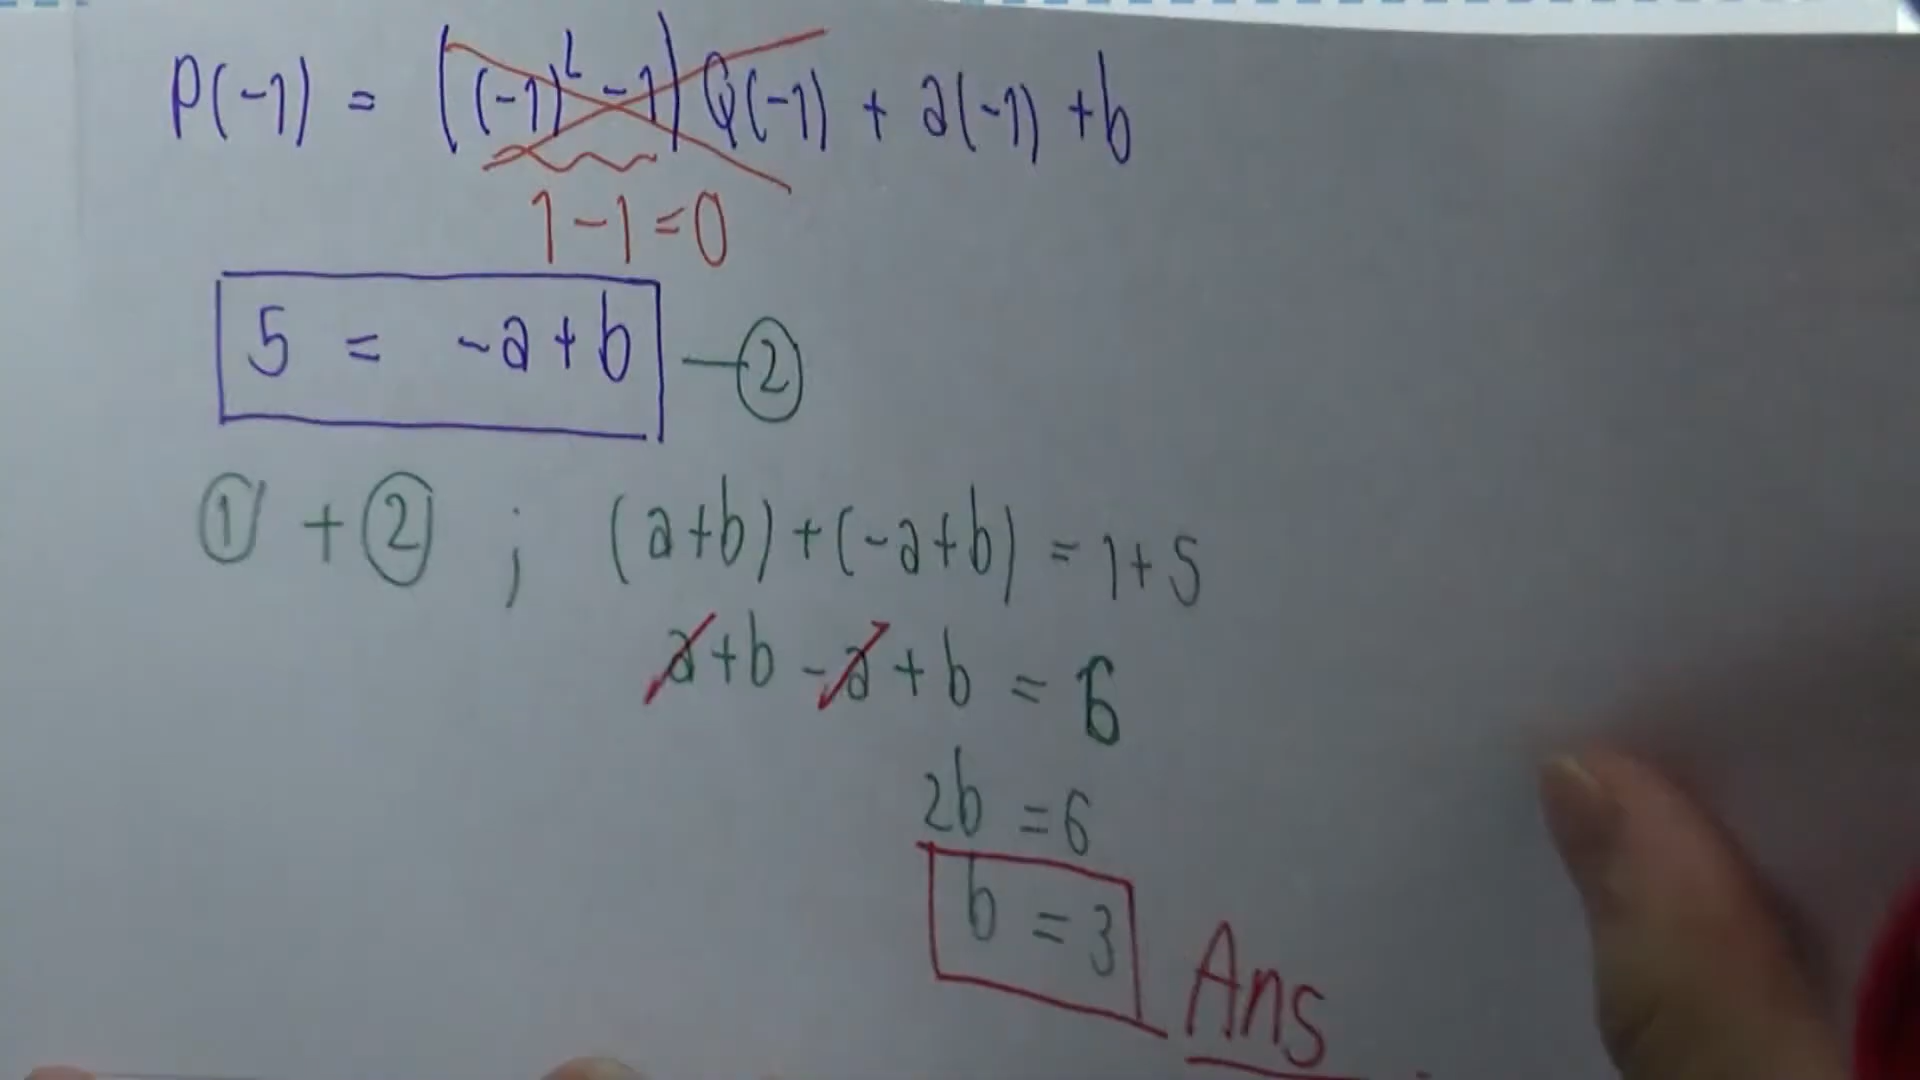 P(-1) = ((-1)² - 1) Q(-1) + a(-1) + b
1 - 1 = 0
5 = -a + b — ②
① + ② ; (a+b) + (-a+b) = 1 + 5
a + b - a + b = 6
2b = 6
b = 3
Ans